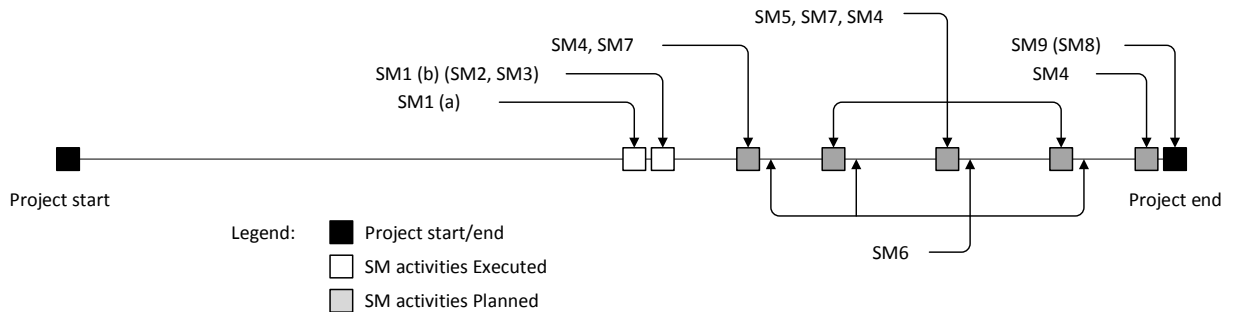 SM5, SM7, SM4
SM4, SM7
SM9 (SM8)
SM1 (b) (SM2, SM3)
SM4
SM1 (a)
Project start
Project end
Legend:
Project start/end
SM6
SM activities Executed
SM activities Planned